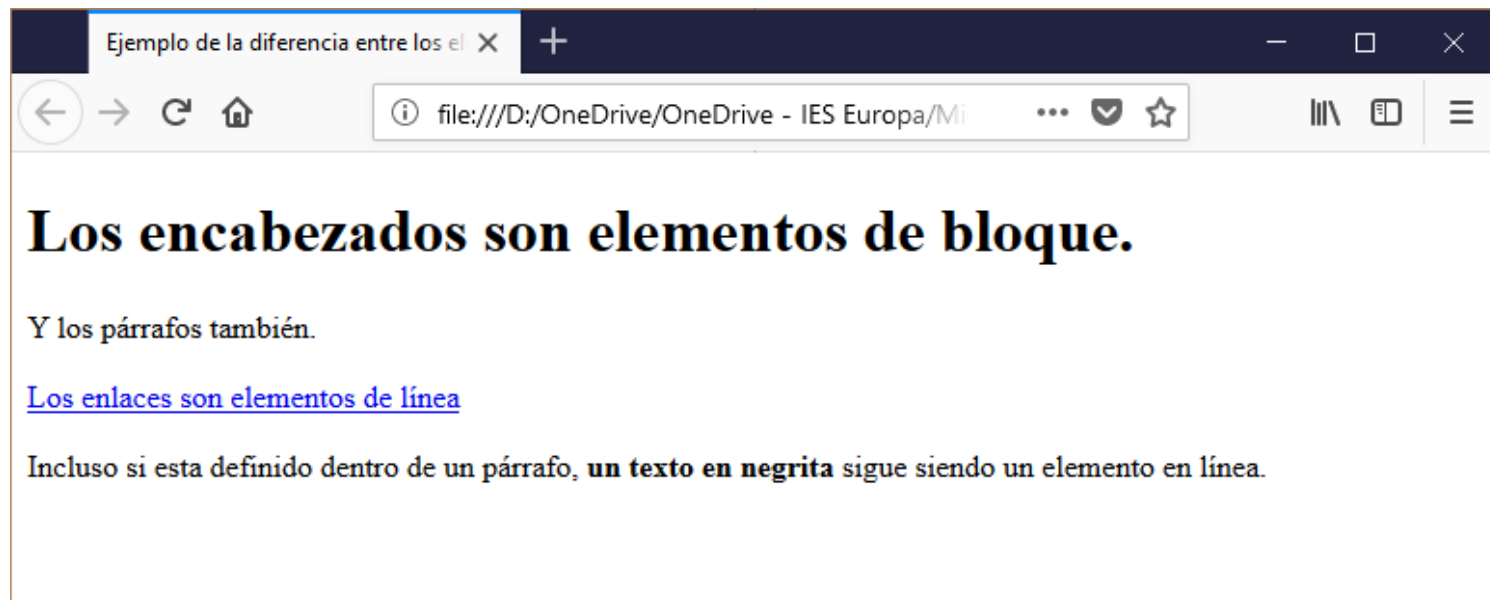 Ejemplo de la diferencia entre los el
file:///D:/OneDrive/OneDrive - IES Europa/Mi
Los encabezados son elementos de bloque.
Y los párrafos también.
Los enlaces son elementos de línea
Incluso si esta defínido dentro de un párrafo, un texto en negrita sigue siendo un elemento en línea.